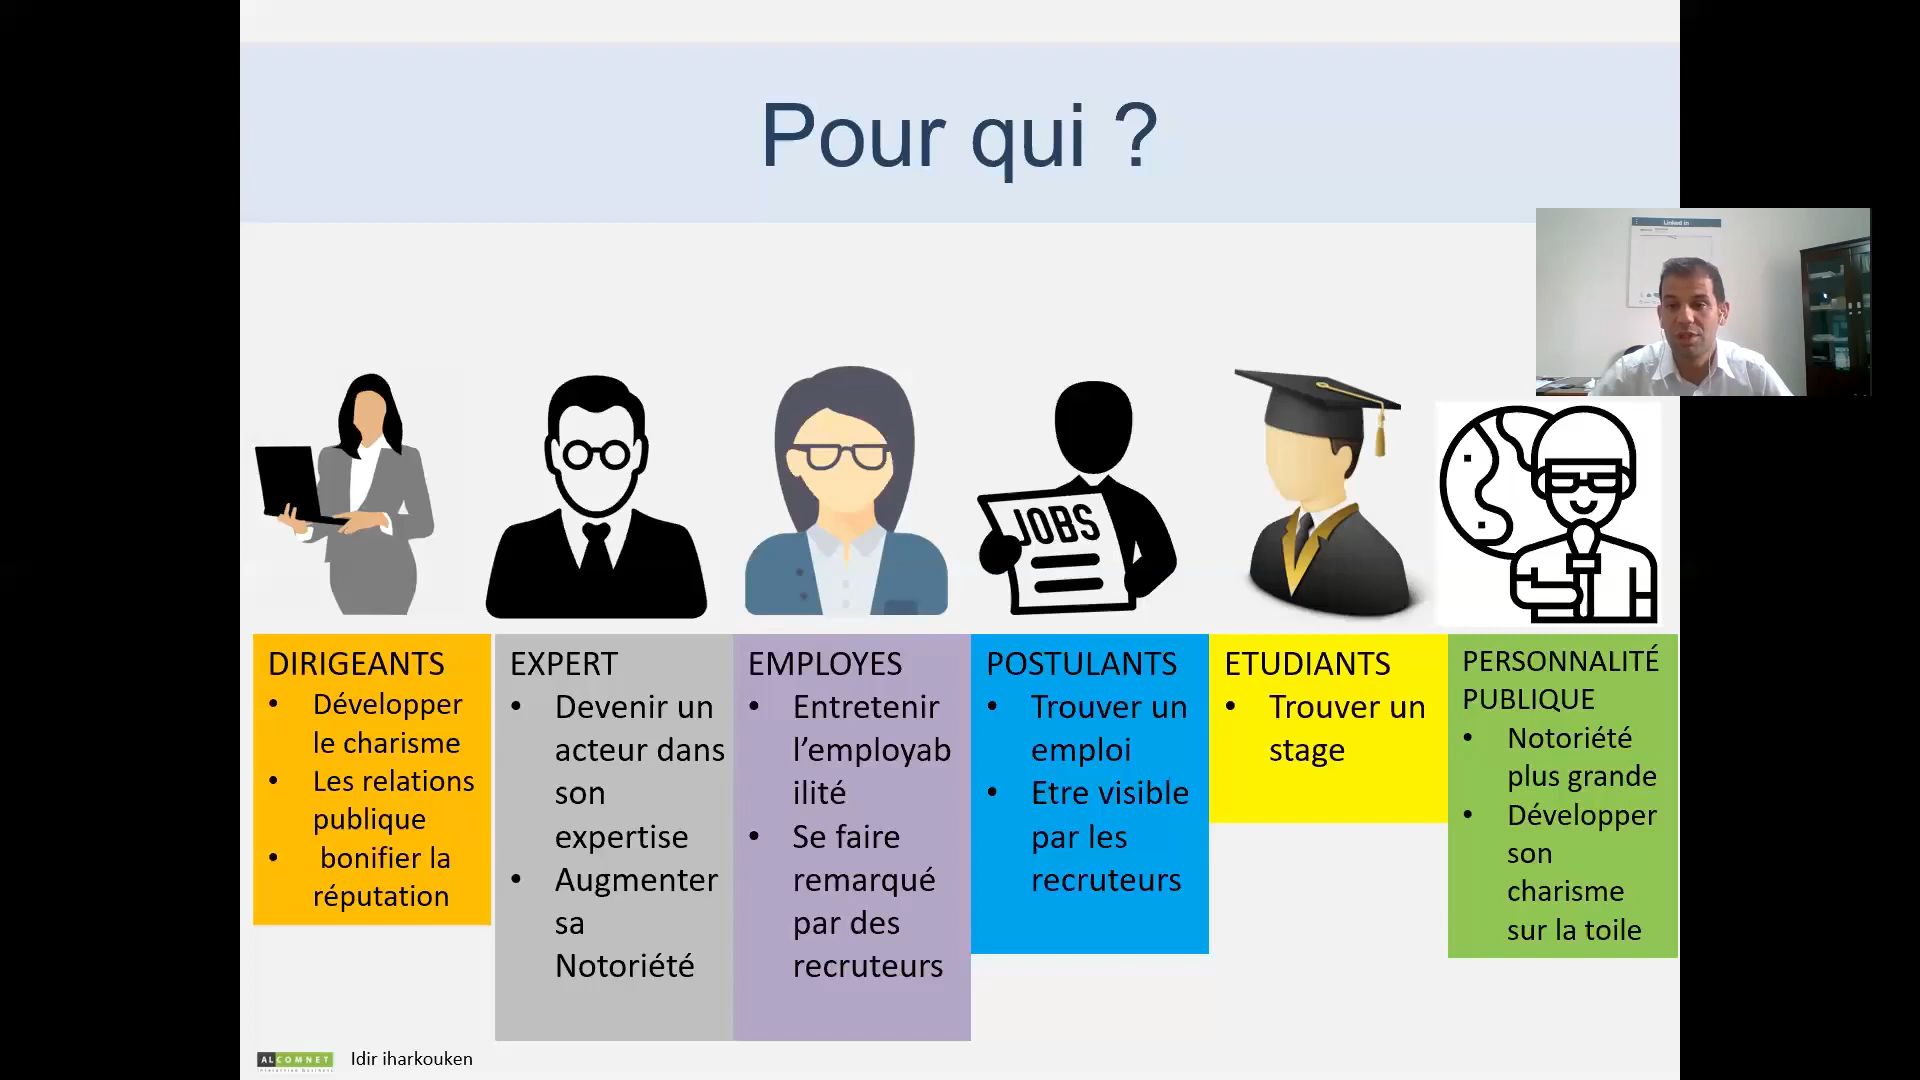 Pour qui ?
Linked in
JOBS
DIRIGEANTS
• Développer
le charisme
• Les relations
publique
• bonifier la
réputation
EXPERT
• Devenir un
acteur dans
son
expertise
• Augmenter
sa
Notoriété
EMPLOYES
• Entretenir
l’employab
ilité
• Se faire
remarqué
par des
recruteurs
POSTULANTS
• Trouver un
emploi
• Etre visible
par les
recruteurs
ETUDIANTS
• Trouver un
stage
PERSONNALITÉ
PUBLIQUE
• Notoriété
plus grande
• Développer
son
charisme
sur la toile
ALCOMNET
Idir iharkouken